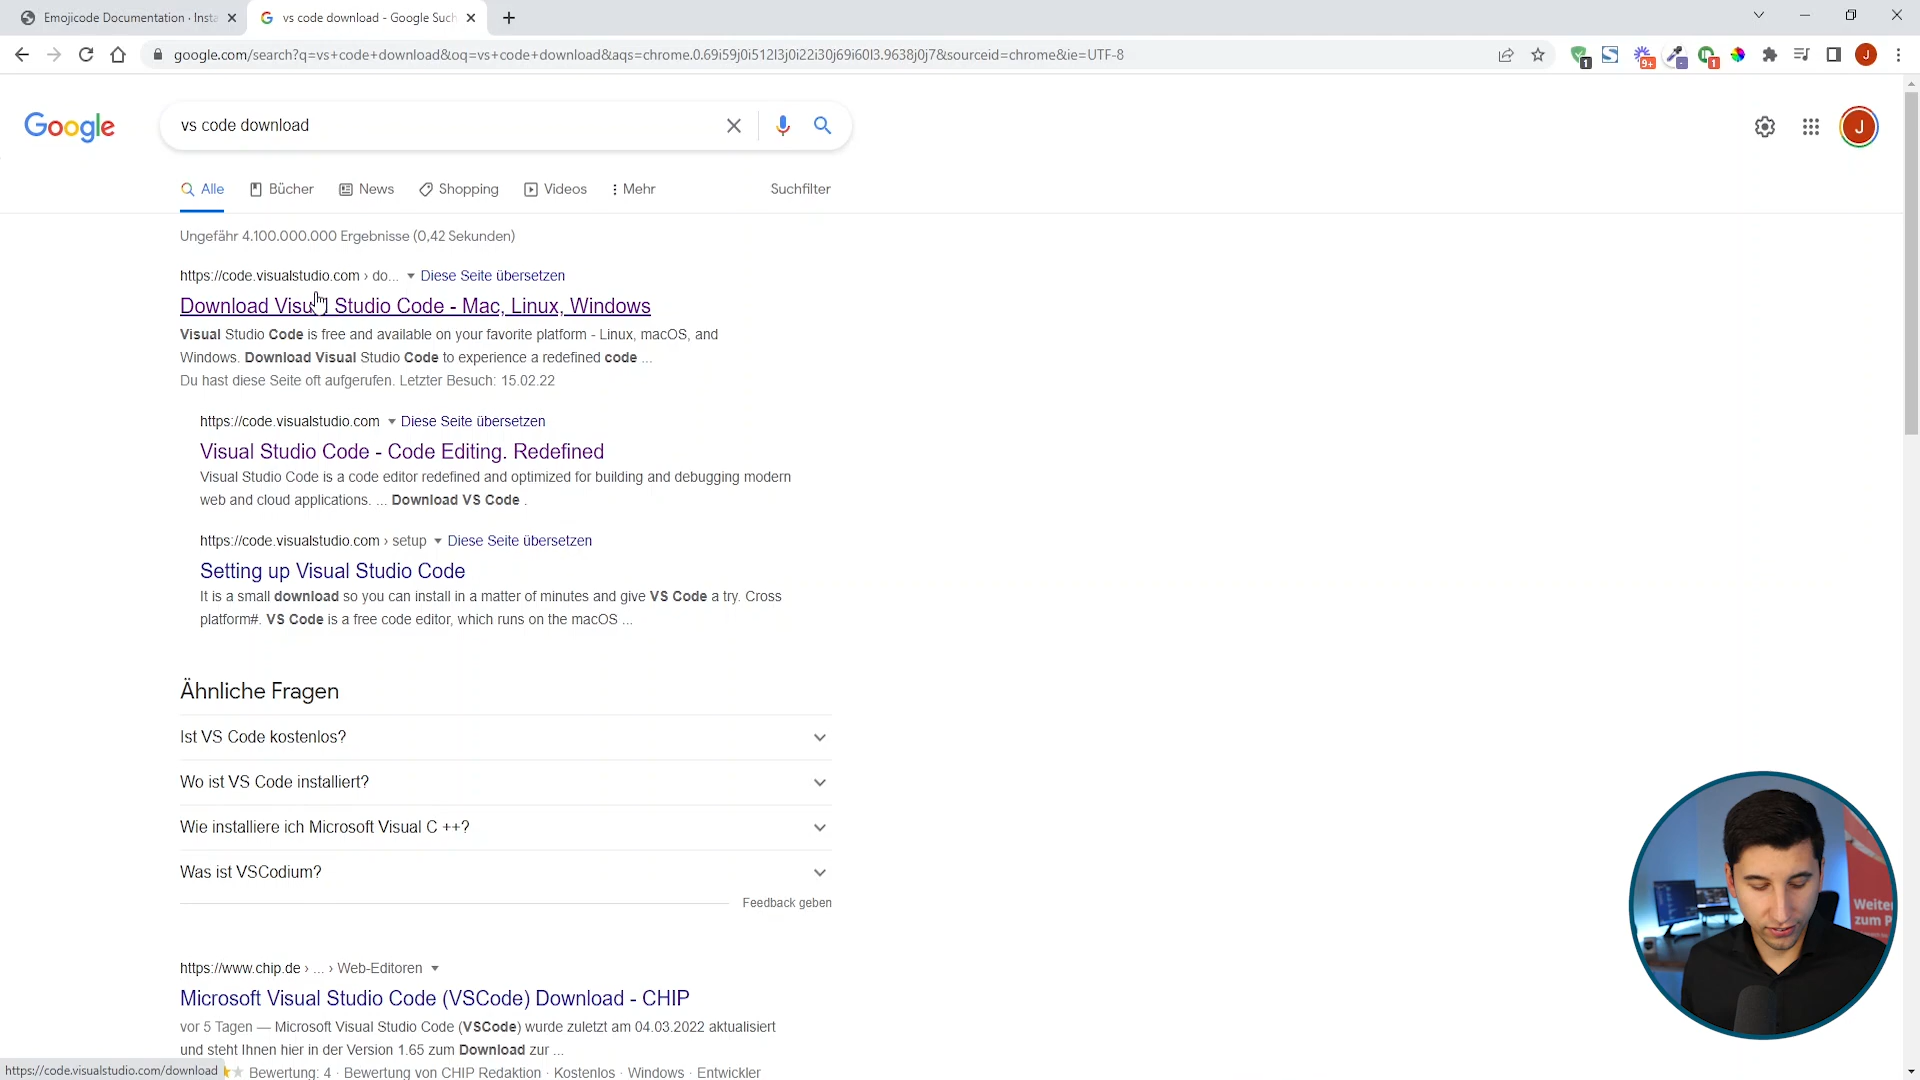 Emojicode Documentation · Insta
vs code download - Google Such
google.com/search?q=vs+code+download&oq=vs+code+download&aqs=chrome.0.69i59j0i512l3j0i22i30j69i60l3.9638j0j7&sourceid=chrome&ie=UTF-8
1
9+
-
1
J
Google
vs code download
J
Alle
Bücher
News
Shopping
Videos
Mehr
Suchfilter
Ungefähr 4.100.000.000 Ergebnisse (0,42 Sekunden)
https://code.visualstudio.com › do... Diese Seite übersetzen
Download Visual Studio Code - Mac, Linux, Windows
Visual Studio Code is free and available on your favorite platform - Linux, macOS, and
Windows. Download Visual Studio Code to experience a redefined code ...
Du hast diese Seite oft aufgerufen. Letzter Besuch: 15.02.22
https://code.visualstudio.com Diese Seite übersetzen
Visual Studio Code - Code Editing. Redefined
Visual Studio Code is a code editor redefined and optimized for building and debugging modern
web and cloud applications. ... Download VS Code .
https://code.visualstudio.com › setup Diese Seite übersetzen
Setting up Visual Studio Code
It is a small download so you can install in a matter of minutes and give VS Code a try. Cross
platform#. VS Code is a free code editor, which runs on the macOS ...
Ähnliche Fragen
Ist VS Code kostenlos?
Wo ist VS Code installiert?
Wie installiere ich Microsoft Visual C ++?
Was ist VSCodium?
Feedback geben
https://www.chip.de › ... › Web-Editoren
Microsoft Visual Studio Code (VSCode) Download - CHIP
vor 5 Tagen — Microsoft Visual Studio Code (VSCode) wurde zuletzt am 04.03.2022 aktualisiert
und steht Ihnen hier in der Version 1.65 zum Download zur ...
Bewertung: 4 · Bewertung von CHIP Redaktion · Kostenlos · Windows · Entwickler
https://code.visualstudio.com/download
Weiter
zum P